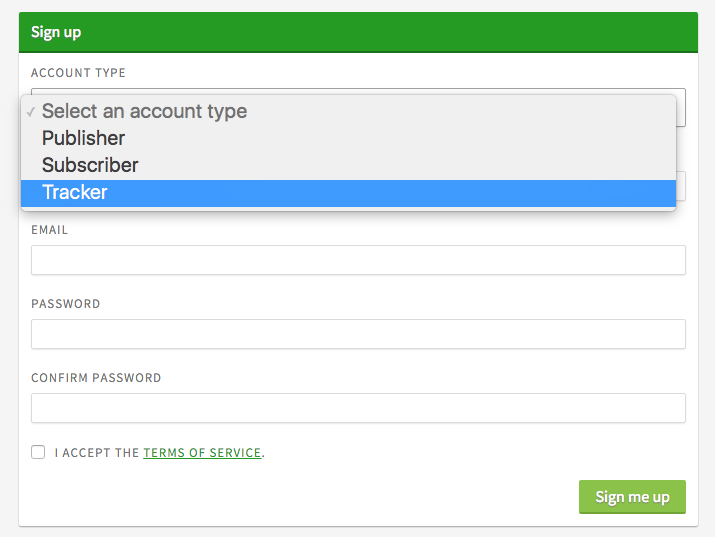 Sign up
ACCOUNT TYPE
✓ Select an account type
Publisher
Subscriber
Tracker
EMAIL
PASSWORD
CONFIRM PASSWORD
I ACCEPT THE TERMS OF SERVICE.
Sign me up